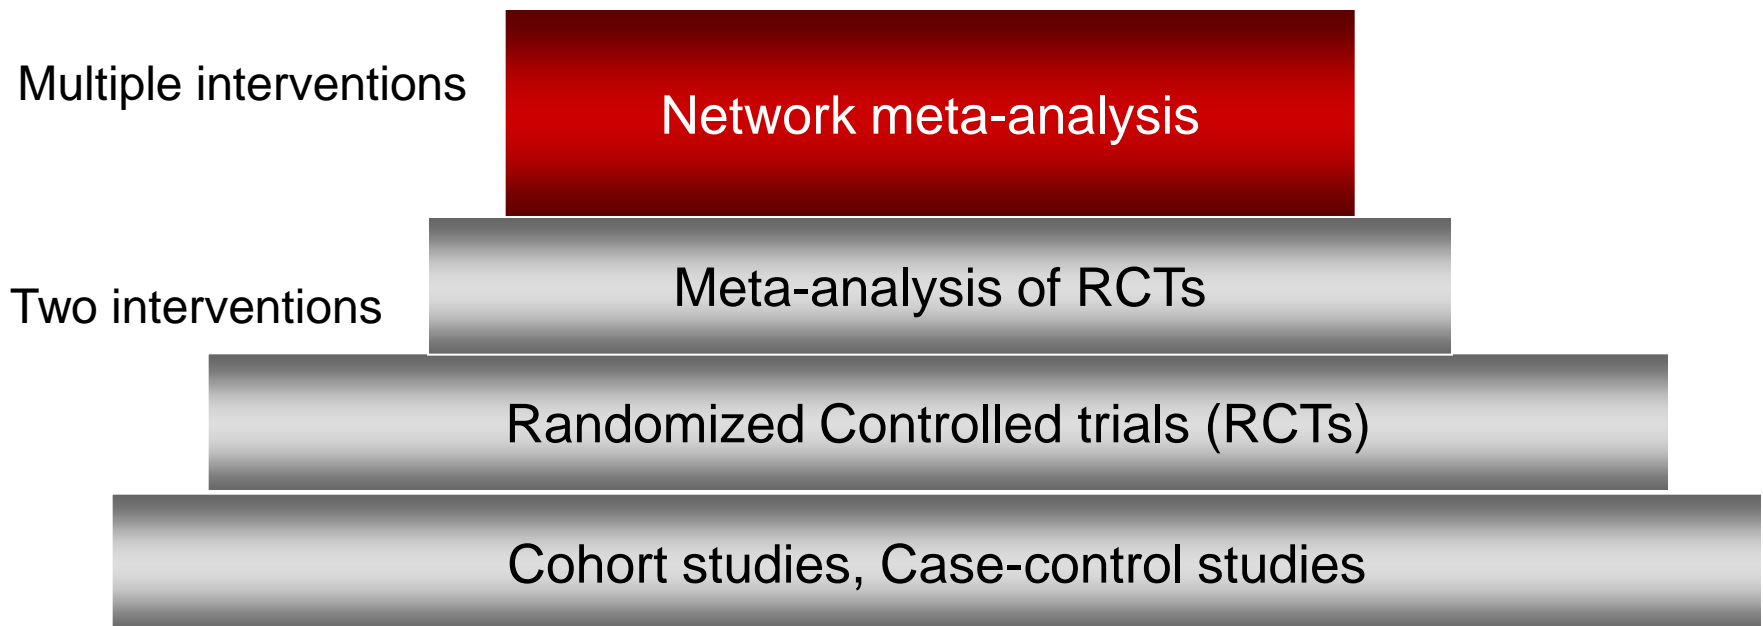 Multiple interventions
Network meta-analysis
Meta-analysis of RCTs
Two interventions
Randomized Controlled trials (RCTs)
Cohort studies, Case-control studies